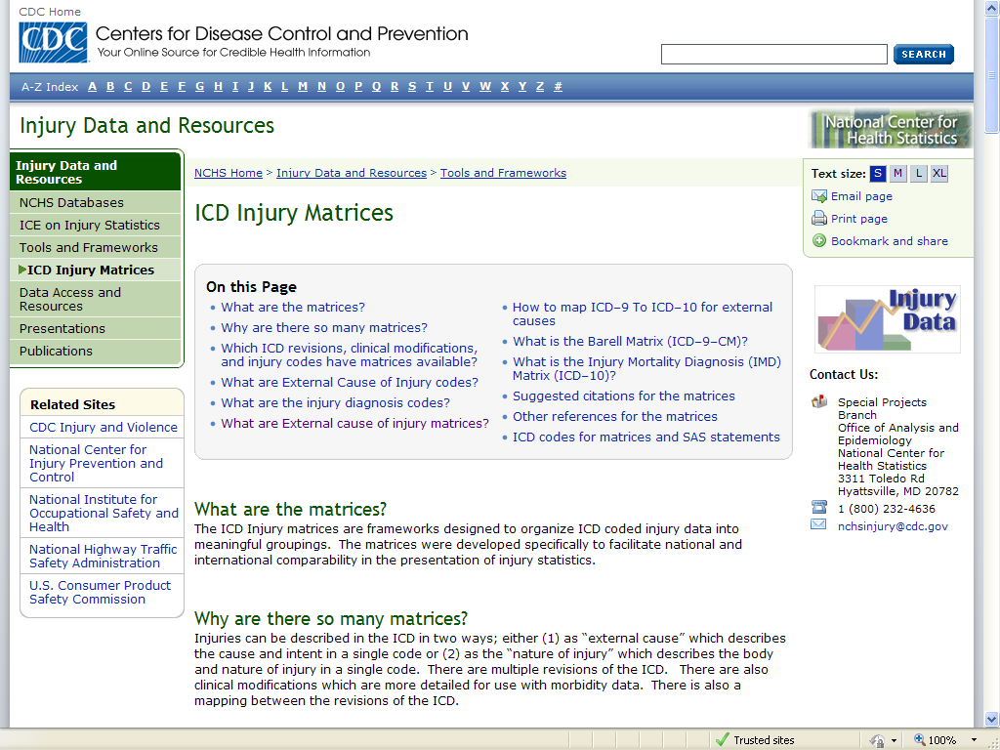 CDC Home
CDC
Centers for Disease Control and Prevention
Your Online Source for Credible Health Information
SEARCH
A-Z Index A B C D E F G H I J K L M N O P Q R S T U V W X Y Z #
Injury Data and Resources
National Center for
Health Statistics
Injury Data and
Resources
NCHS Databases
ICE on Injury Statistics
Tools and Frameworks
ICD Injury Matrices
Data Access and
Resources
Presentations
Publications
Related Sites
CDC Injury and Violence
National Center for
Injury Prevention and
Control
National Institute for
Occupational Safety and
Health
National Highway Traffic
Safety Administration
U.S. Consumer Product
Safety Commission
NCHS Home > Injury Data and Resources > Tools and Frameworks
ICD Injury Matrices
On this Page
• What are the matrices?
• Why are there so many matrices?
• Which ICD revisions, clinical modifications,
and injury codes have matrices available?
• What are External Cause of Injury codes?
• What are the injury diagnosis codes?
• What are External cause of injury matrices?
• How to map ICD–9 To ICD–10 for external
causes
• What is the Barell Matrix (ICD–9–CM)?
• What is the Injury Mortality Diagnosis (IMD)
Matrix (ICD–10)?
• Suggested citations for the matrices
• Other references for the matrices
• ICD codes for matrices and SAS statements
What are the matrices?
The ICD Injury matrices are frameworks designed to organize ICD coded injury data into
meaningful groupings.  The matrices were developed specifically to facilitate national and
international comparability in the presentation of injury statistics.
Why are there so many matrices?
Injuries can be described in the ICD in two ways; either (1) as “external cause” which describes
the cause and intent in a single code or (2) as the “nature of injury” which describes the body
and nature of injury in a single code.  There are multiple revisions of the ICD.   There are also
clinical modifications which are more detailed for use with morbidity data.  There is also a
mapping between the revisions of the ICD.
Text size: S M L XL
Email page
Print page
Bookmark and share
Injury
Data
Contact Us:
Special Projects
Branch
Office of Analysis and
Epidemiology
National Center for
Health Statistics
3311 Toledo Rd
Hyattsville, MD 20782
1 (800) 232-4636
nchsinjury@cdc.gov
Trusted sites
100%